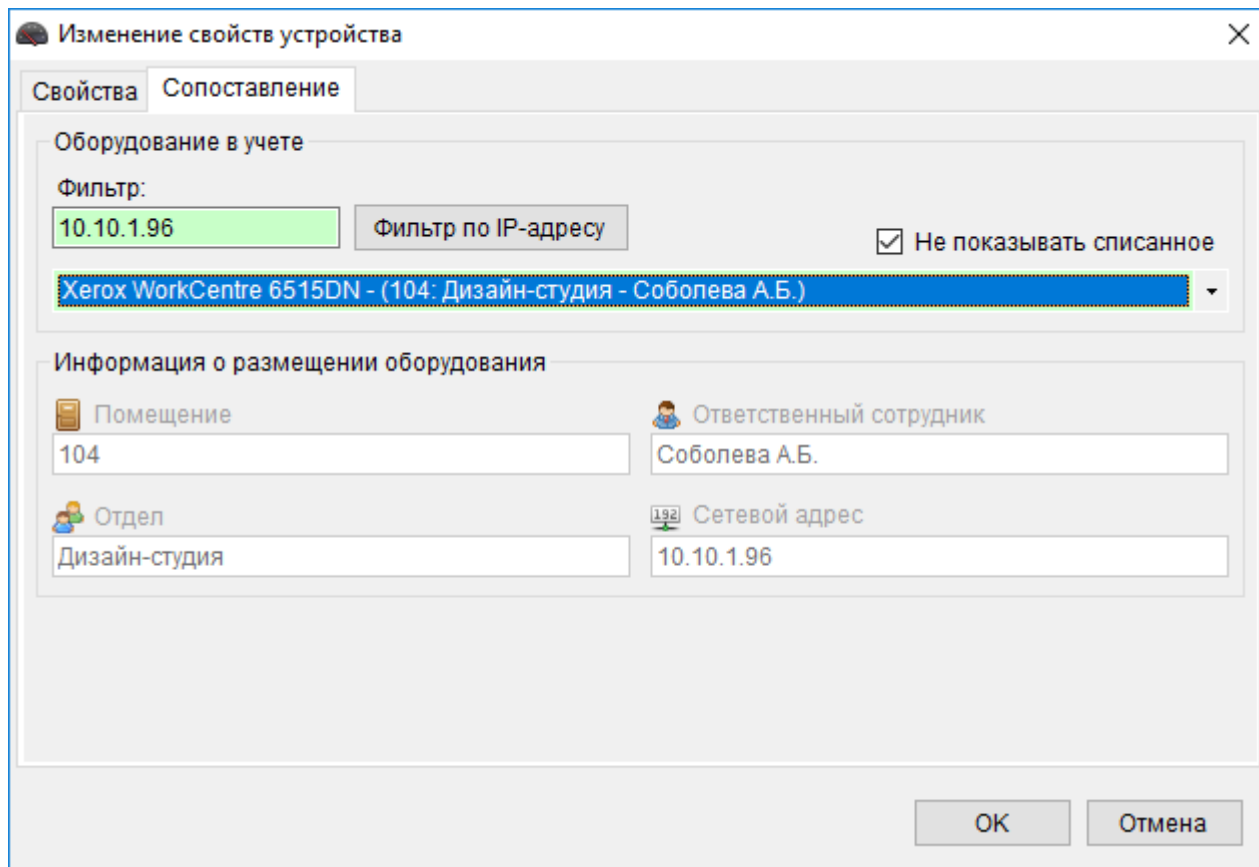 Изменение свойств устройства
Свойства Сопоставление
Оборудование в учете
Фильтр:
10.10.1.96 Фильтр по IP-адресу Не показывать списанное
Xerox WorkCentre 6515DN - (104: Дизайн-студия - Соболева А.Б.)
Информация о размещении оборудования
Помещение Ответственный сотрудник
104 Соболева А.Б.
Отдел 192 Сетевой адрес
Дизайн-студия 10.10.1.96
OK Отмена